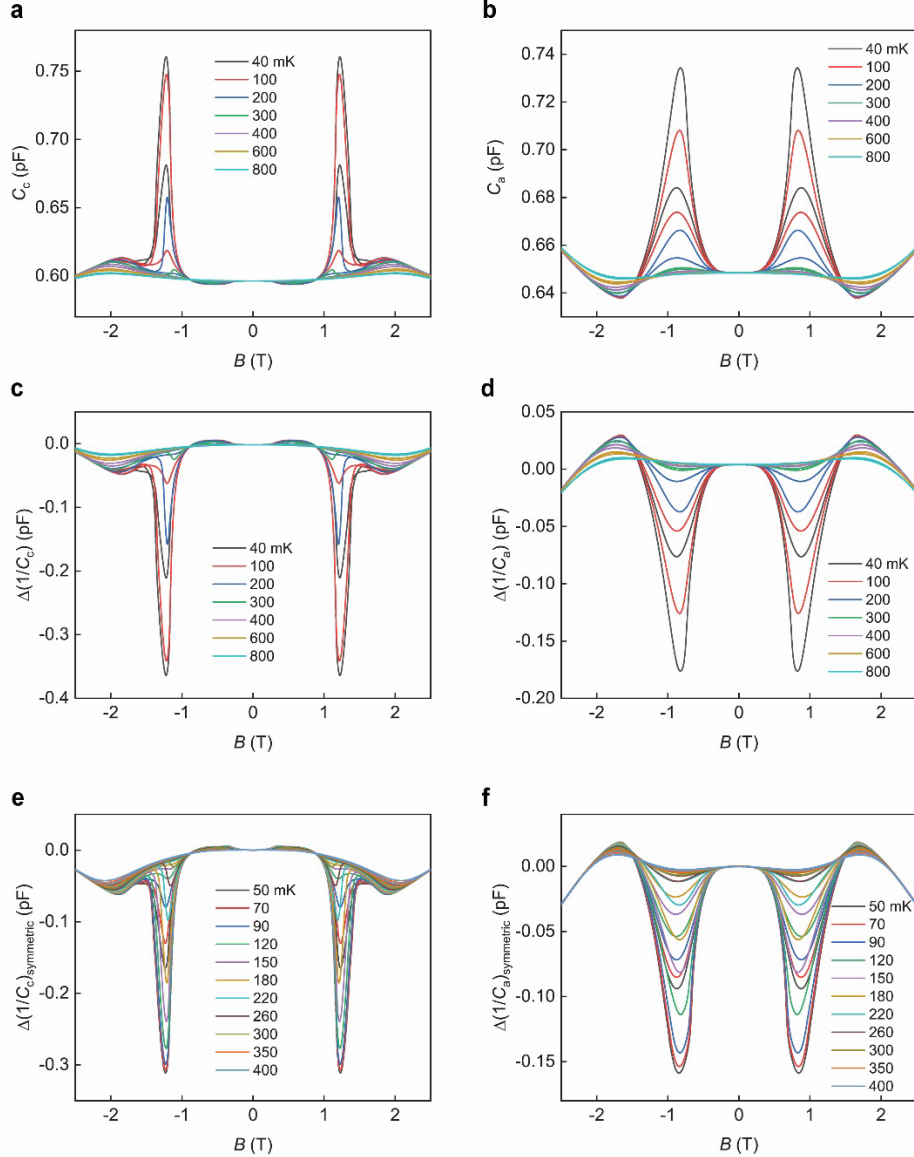 a
0.75
0.70
0.65
0.60
C_c (pF)
40 mK
100
200
300
400
600
800
-2 -1 0 1 2
B (T)
b
0.74
0.72
0.70
0.68
0.66
0.64
C_a (pF)
40 mK
100
200
300
400
600
800
-2 -1 0 1 2
B (T)
c
0.0
-0.1
-0.2
-0.3
-0.4
Δ(1/C_c) (pF)
40 mK
100
200
300
400
600
800
-2 -1 0 1 2
B (T)
d
0.05
0.00
-0.05
-0.10
-0.15
-0.20
Δ(1/C_a) (pF)
40 mK
100
200
300
400
600
800
-2 -1 0 1 2
B (T)
e
0.0
-0.1
-0.2
-0.3
Δ(1/C_c)symmetric (pF)
50 mK
70
90
120
150
180
220
260
300
350
400
-2 -1 0 1 2
B (T)
f
0.00
-0.05
-0.10
-0.15
Δ(1/C_a)symmetric (pF)
50 mK
70
90
120
150
180
220
260
300
350
400
-2 -1 0 1 2
B (T)